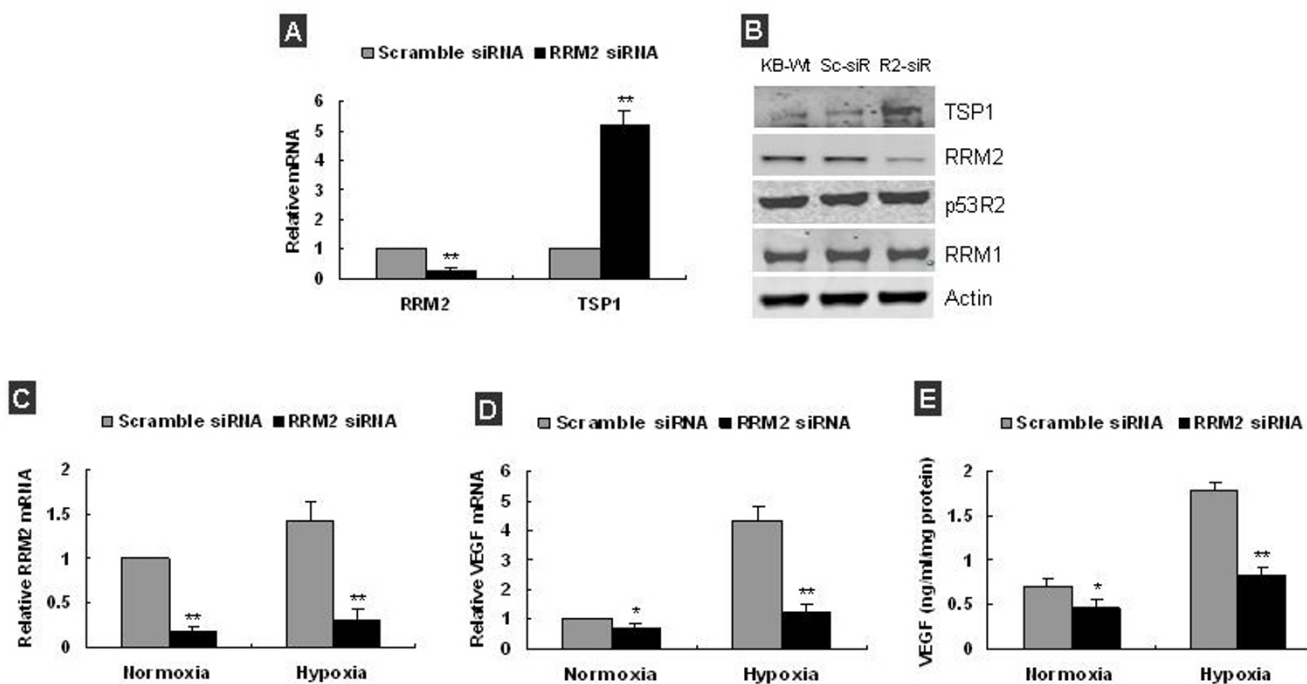 A
Scramble siRNA RRM2 siRNA
Relative mRNA
6
5
4
3
2
1
0
**
**
RRM2 TSP1
B
KB-Wt Sc-siR R2-siR
TSP1
RRM2
p53R2
RRM1
Actin
C
Scramble siRNA RRM2 siRNA
Relative RRM2 mRNA
2
1.5
1
0.5
0
**
**
Normoxia Hypoxia
D
Scramble siRNA RRM2 siRNA
Relative VEGF mRNA
6
5
4
3
2
1
0
*
**
Normoxia Hypoxia
E
Scramble siRNA RRM2 siRNA
VEGF (ng/ml/mg protein)
2
1.5
1
0.5
0
*
**
Normoxia Hypoxia